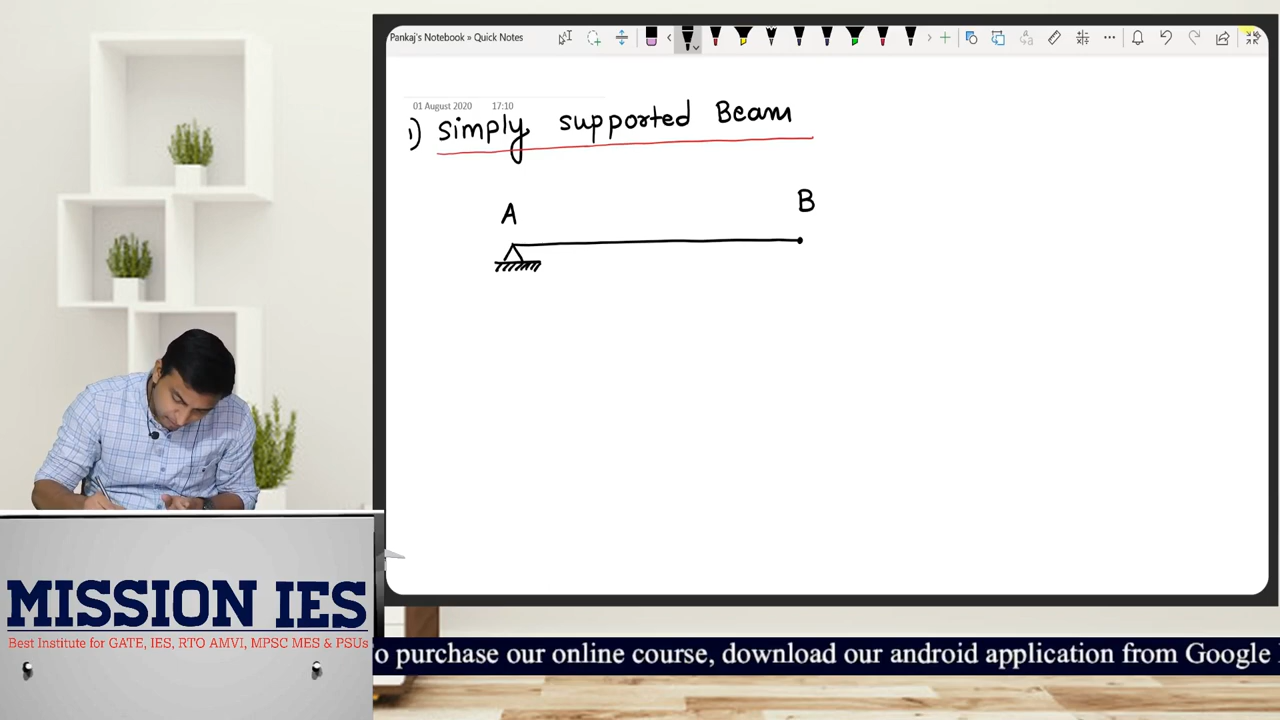 Pankaj's Notebook » Quick Notes
01 August 2020 17:10
1) Simply supported Beam
A
B
MISSION IES
Best Institute for GATE, IES, RTO AMVI, MPSC MES & PSUs
o purchase our online course, download our android application from Google